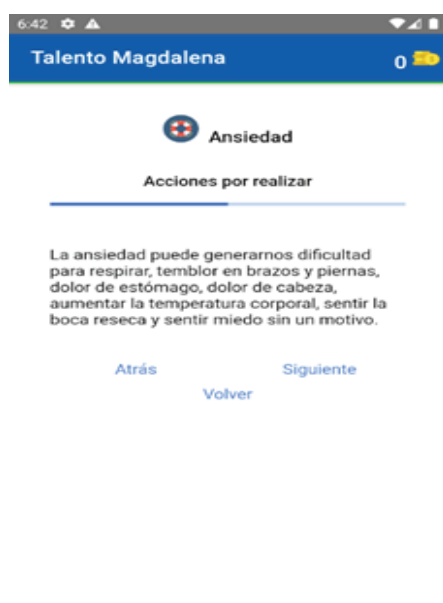 6:42
Talento Magdalena
0
Ansiedad
Acciones por realizar
La ansiedad puede generarnos dificultad
para respirar, temblor en brazos y piernas,
dolor de estómago, dolor de cabeza,
aumentar la temperatura corporal, sentir la
boca reseca y sentir miedo sin un motivo.
Atrás Siguiente
Volver